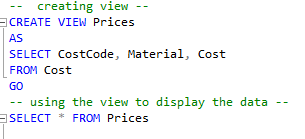 --  creating view --
CREATE VIEW Prices
AS
SELECT CostCode, Material, Cost
FROM Cost
GO
-- using the view to display the data --
SELECT * FROM Prices